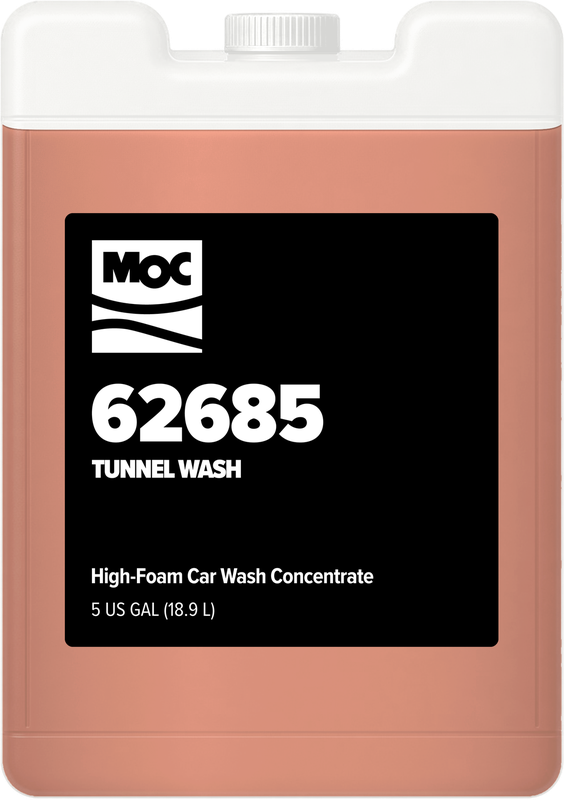 MOC
62685
TUNNEL WASH
High-Foam Car Wash Concentrate
5 US GAL (18.9 L)